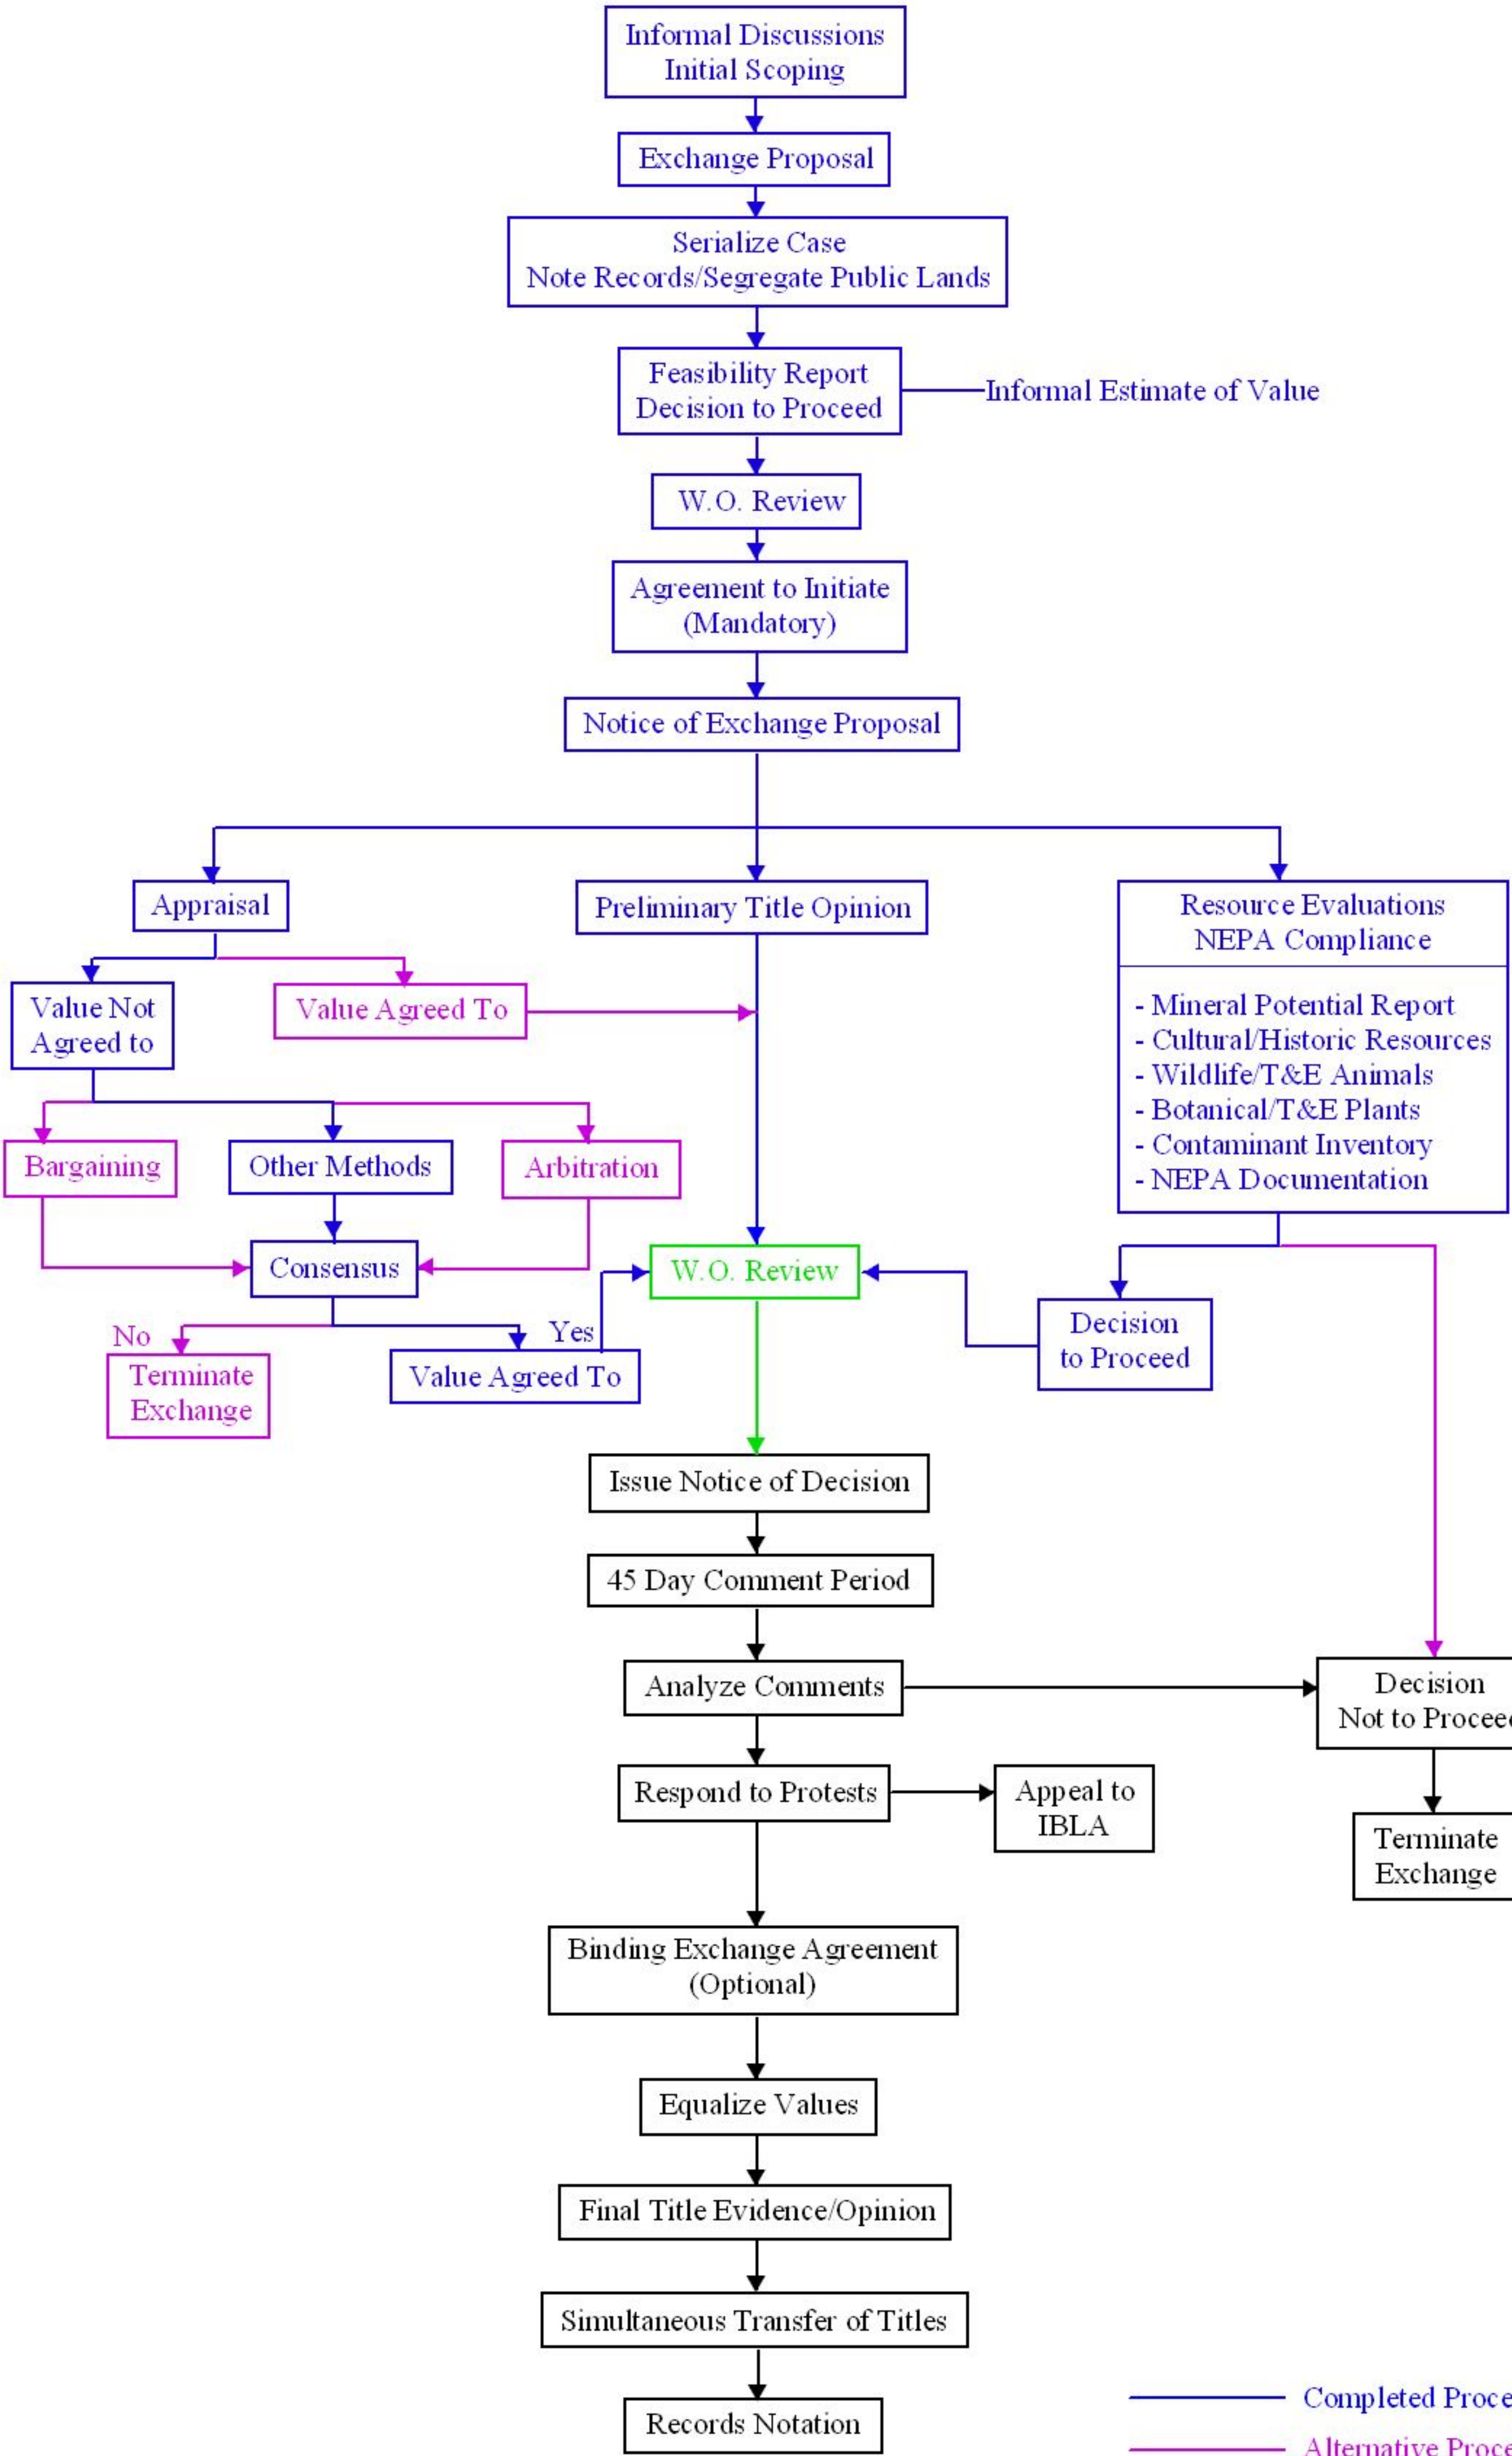 Informal Discussions
Initial Scoping
Exchange Proposal
Serialize Case
Note Records/Segregate Public Lands
Feasibility Report
Decision to Proceed
Informal Estimate of Value
W.O. Review
Agreement to Initiate
(Mandatory)
Notice of Exchange Proposal
Appraisal
Preliminary Title Opinion
Resource Evaluations
NEPA Compliance
- Mineral Potential Report
- Cultural/Historic Resources
- Wildlife/T&E Animals
- Botanical/T&E Plants
- Contaminant Inventory
- NEPA Documentation
Value Not
Agreed to
Value Agreed To
Bargaining
Other Methods
Arbitration
Consensus
W.O. Review
No
Terminate
Exchange
Yes
Value Agreed To
Decision
to Proceed
Issue Notice of Decision
45 Day Comment Period
Analyze Comments
Decision
Not to
Respond to Protests
Appeal to
IBLA
Terminate
Exchange
Binding Exchange Agreement
(Optional)
Equalize Values
Final Title Evidence/Opinion
Simultaneous Transfer of Titles
Records Notation
Completed
Alternative